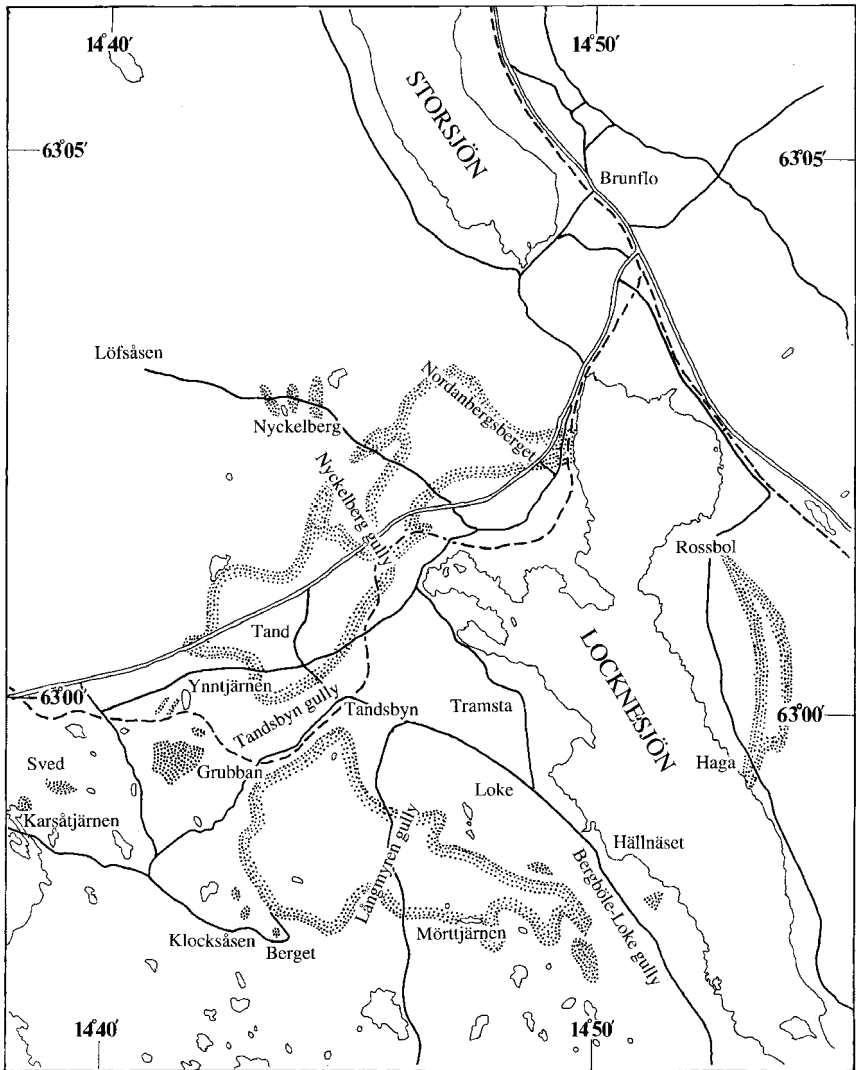 14°40′
14°50′
STORSJÖN
63°05′
63°05′
Brunflo
Löfsåsen
Nordanbergsberget
Nyckelberg
Nyckelberg gully
Rossbol
Tand
LOCKNESJÖN
Ynntjärnen
63°00′
63°00′
Tandsbyn gully
Tandsbyn
Tramsta
Sved
Grubban
Haga
Loke
Karsåtjärnen
Hällnäset
Långmyren gully
Bergböle-Loke gully
Klocksåsen
Mörttjärnen
Berget
14°40′
14°50′